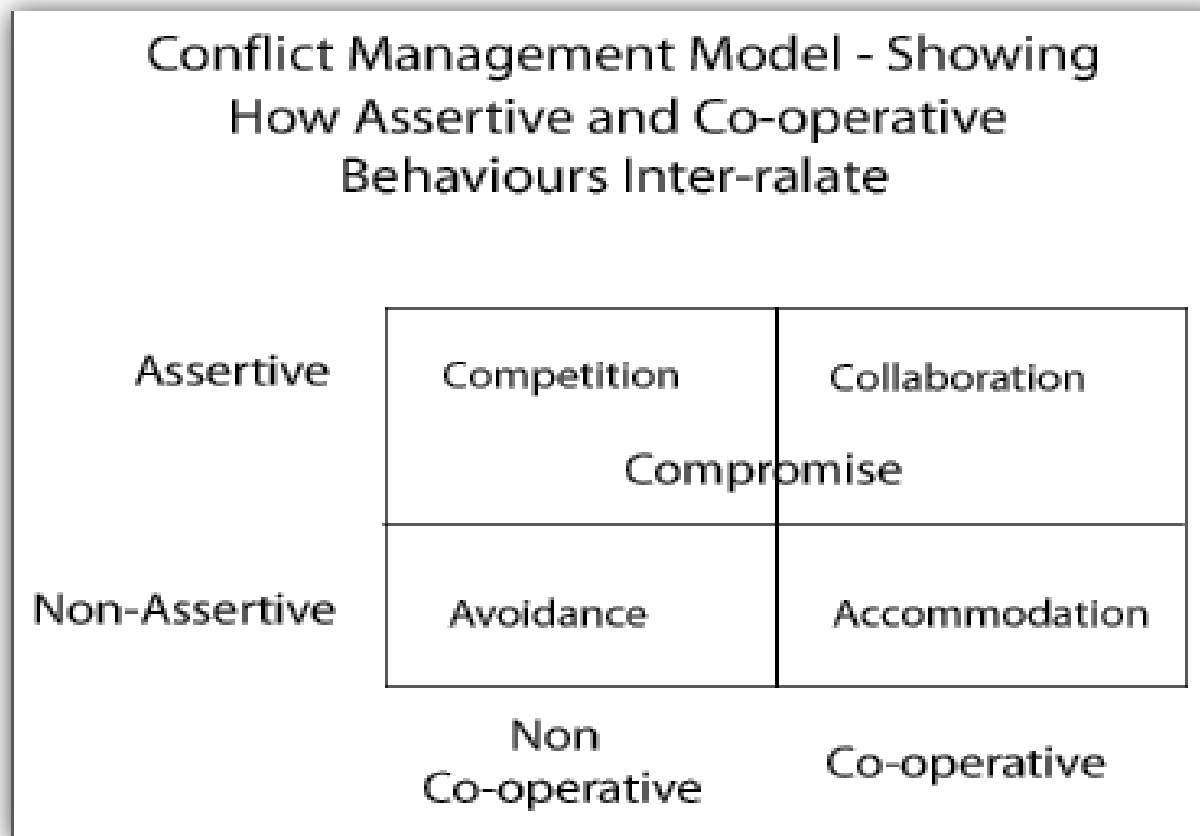 Conflict Management Model - Showing
How Assertive and Co-operative
Behaviours Inter-ralate
Assertive
Competition
Collaboration
Compromise
Non-Assertive
Avoidance
Accommodation
Non
Co-operative
Co-operative